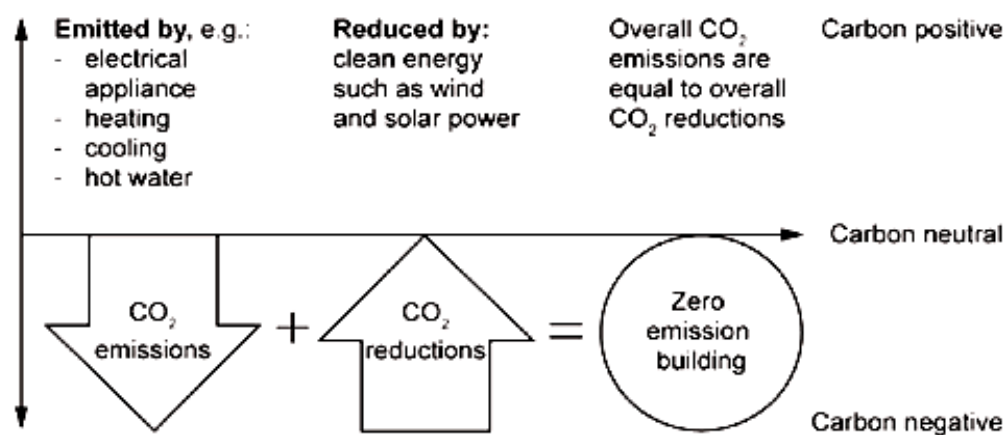 Emitted by, e.g.:
- electrical
appliance
- heating
- cooling
- hot water
Reduced by:
clean energy
such as wind
and solar power
Overall CO₂
emissions are
equal to overall
CO₂ reductions
Carbon positive
Carbon neutral
CO₂
emissions
+
CO₂
reductions
=
Zero
emission
building
Carbon negative